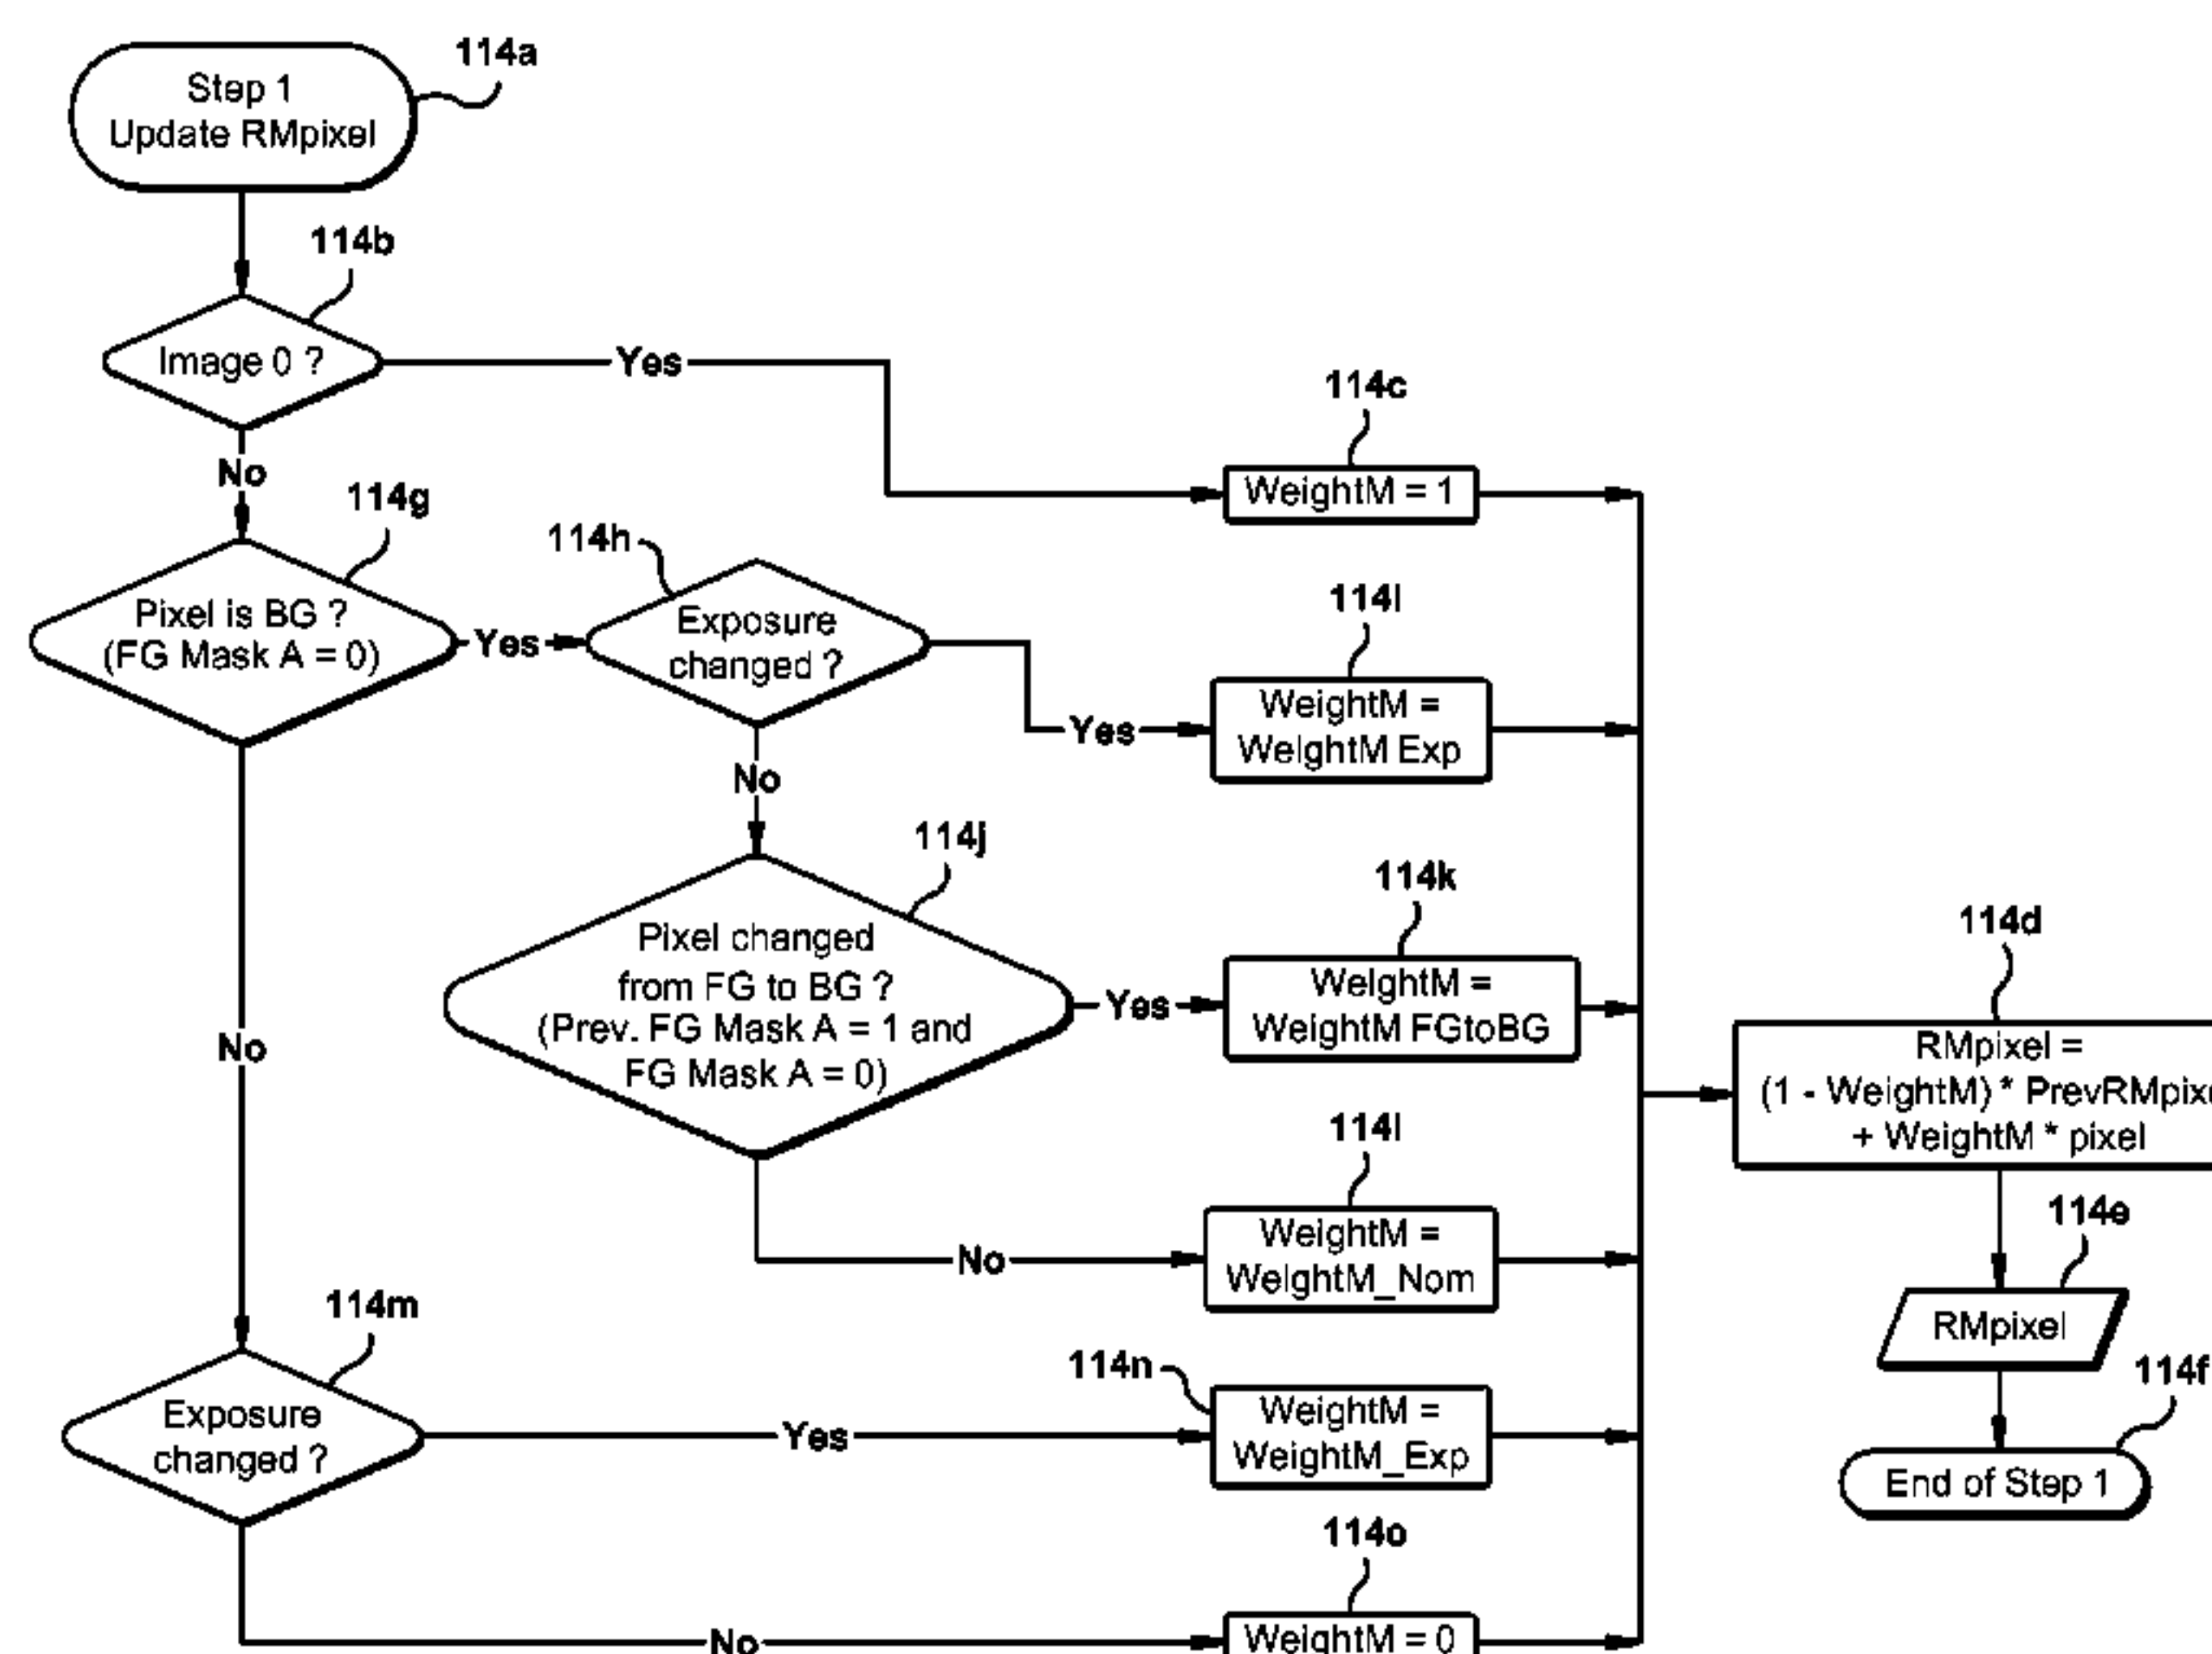 114a
Step 1
Update RMpixel
114b
Image 0 ?
Yes
No
114c
WeightM = 1
114g
Pixel is BG ?
(FG Mask A = 0)
Yes
114h
Exposure
changed ?
Yes
114I
WeightM =
WeightM Exp
No
No
114j
Pixel changed
from FG to BG ?
(Prev. FG Mask A = 1 and
FG Mask A = 0)
Yes
114k
WeightM =
WeightM FGtoBG
No
114l
WeightM =
WeightM_Nom
114m
Exposure
changed ?
Yes
114n
WeightM =
WeightM_Exp
No
114o
WeightM = 0
114d
RMpixel =
(1 - WeightM) * PrevRMpixe
+ WeightM * pixel
114e
RMpixel
114f
End of Step 1